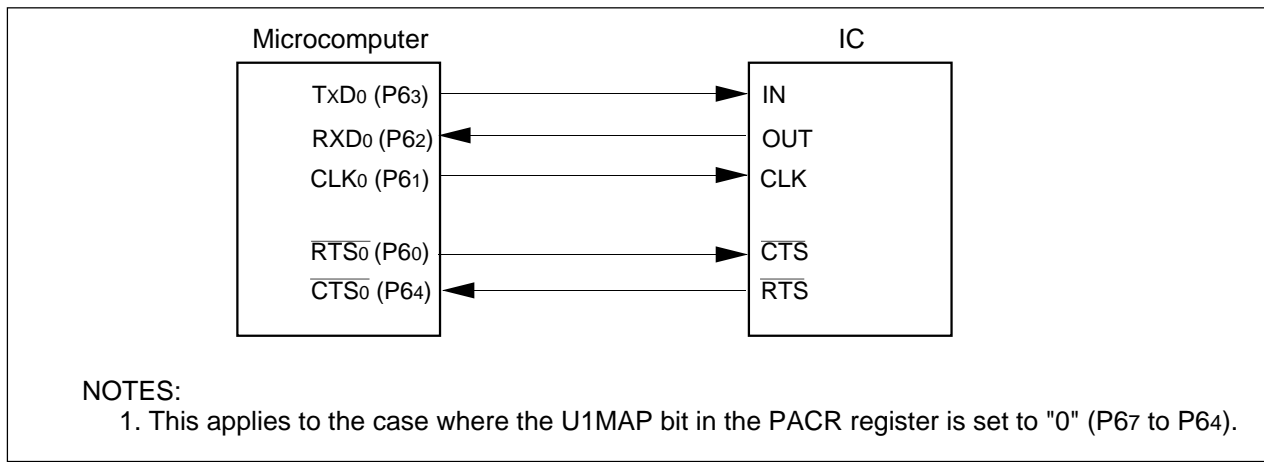 Microcomputer IC
TxD0 (P63) IN
RXD0 (P62) OUT
CLK0 (P61) CLK
RTS0 (P60) CTS
CTS0 (P64) RTS
NOTES:
1. This applies to the case where the U1MAP bit in the PACR register is set to "0" (P67 to P64).